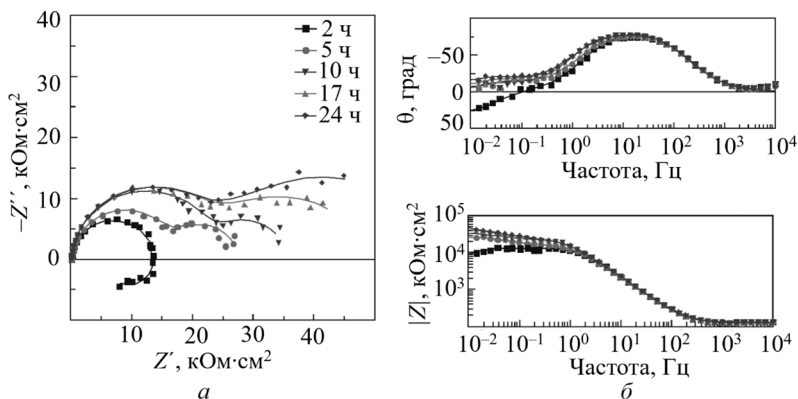 40
30
20
10
0
−Z′′, кОм·см²
2 ч
5 ч
10 ч
17 ч
24 ч
10 20 30 40
Z′, кОм·см²
а
−50
0
50
θ, град
10⁻² 10⁻¹ 10⁰ 10¹ 10² 10³ 10⁴
Частота, Гц
10⁵
10⁴
10³
|Z|, кОм·см²
10⁻² 10⁻¹ 10⁰ 10¹ 10² 10³ 10⁴
Частота, Гц
б